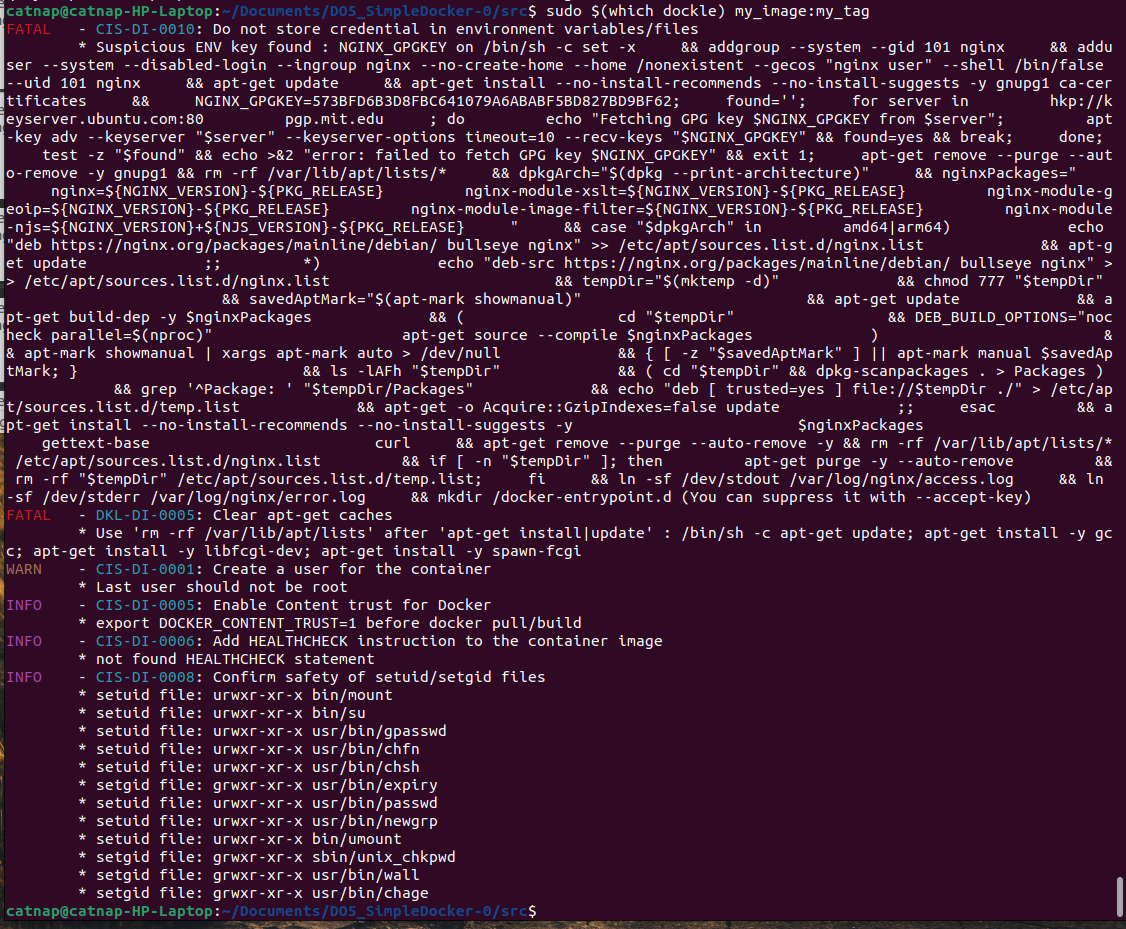 catnap@catnap-HP-Laptop:~/Documents/DO5_SimpleDocker-0/src$ sudo $(which dockle) my_image:my_tag
FATAL   - CIS-DI-0010: Do not store credential in environment variables/files
        * Suspicious ENV key found : NGINX_GPGKEY on /bin/sh -c set -x     && addgroup --system --gid 101 nginx     && addu
ser --system --disabled-login --ingroup nginx --no-create-home --home /nonexistent --gecos "nginx user" --shell /bin/false
--uid 101 nginx     && apt-get update     && apt-get install --no-install-recommends --no-install-suggests -y gnupg1 ca-cer
tificates     &&     NGINX_GPGKEY=573BFD6B3D8FBC641079A6ABABF5BD827BD9BF62;     found='';     for server in         hkp://k
eyserver.ubuntu.com:80         pgp.mit.edu     ; do         echo "Fetching GPG key $NGINX_GPGKEY from $server";         apt
-key adv --keyserver "$server" --keyserver-options timeout=10 --recv-keys "$NGINX_GPGKEY" && found=yes && break;     done;
    test -z "$found" && echo >&2 "error: failed to fetch GPG key $NGINX_GPGKEY" && exit 1;     apt-get remove --purge --aut
o-remove -y gnupg1 && rm -rf /var/lib/apt/lists/*     && dpkgArch="$(dpkg --print-architecture)"     && nginxPackages="
     nginx=${NGINX_VERSION}-${PKG_RELEASE}         nginx-module-xslt=${NGINX_VERSION}-${PKG_RELEASE}         nginx-module-g
eoip=${NGINX_VERSION}-${PKG_RELEASE}         nginx-module-image-filter=${NGINX_VERSION}-${PKG_RELEASE}         nginx-module
-njs=${NGINX_VERSION}+${NJS_VERSION}-${PKG_RELEASE}     "     && case "$dpkgArch" in         amd64|arm64)             echo
"deb https://nginx.org/packages/mainline/debian/ bullseye nginx" >> /etc/apt/sources.list.d/nginx.list             && apt-g
et update             ;;         *)             echo "deb-src https://nginx.org/packages/mainline/debian/ bullseye nginx" >
> /etc/apt/sources.list.d/nginx.list                         && tempDir="$(mktemp -d)"             && chmod 777 "$tempDir"
                        && savedAptMark="$(apt-mark showmanual)"                         && apt-get update             && a
pt-get build-dep -y $nginxPackages             && (                 cd "$tempDir"                 && DEB_BUILD_OPTIONS="noc
heck parallel=$(nproc)"                     apt-get source --compile $nginxPackages             )                         &
& apt-mark showmanual | xargs apt-mark auto > /dev/null             && { [ -z "$savedAptMark" ] || apt-mark manual $savedAp
tMark; }                         && ls -lAFh "$tempDir"             && ( cd "$tempDir" && dpkg-scanpackages . > Packages )
            && grep '^Package: ' "$tempDir/Packages"             && echo "deb [ trusted=yes ] file://$tempDir ./" > /etc/ap
t/sources.list.d/temp.list             && apt-get -o Acquire::GzipIndexes=false update             ;;     esac         && a
pt-get install --no-install-recommends --no-install-suggests -y                         $nginxPackages
    gettext-base                         curl     && apt-get remove --purge --auto-remove -y && rm -rf /var/lib/apt/lists/*
 /etc/apt/sources.list.d/nginx.list         && if [ -n "$tempDir" ]; then         apt-get purge -y --auto-remove         &&
 rm -rf "$tempDir" /etc/apt/sources.list.d/temp.list;     fi     && ln -sf /dev/stdout /var/log/nginx/access.log     && ln
-sf /dev/stderr /var/log/nginx/error.log     && mkdir /docker-entrypoint.d (You can suppress it with --accept-key)
FATAL   - DKL-DI-0005: Clear apt-get caches
        * Use 'rm -rf /var/lib/apt/lists' after 'apt-get install|update' : /bin/sh -c apt-get update; apt-get install -y gc
c; apt-get install -y libfcgi-dev; apt-get install -y spawn-fcgi
WARN    - CIS-DI-0001: Create a user for the container
        * Last user should not be root
INFO    - CIS-DI-0005: Enable Content trust for Docker
        * export DOCKER_CONTENT_TRUST=1 before docker pull/build
INFO    - CIS-DI-0006: Add HEALTHCHECK instruction to the container image
        * not found HEALTHCHECK statement
INFO    - CIS-DI-0008: Confirm safety of setuid/setgid files
        * setuid file: urwxr-xr-x bin/mount
        * setuid file: urwxr-xr-x bin/su
        * setuid file: urwxr-xr-x usr/bin/gpasswd
        * setuid file: urwxr-xr-x usr/bin/chfn
        * setuid file: urwxr-xr-x usr/bin/chsh
        * setgid file: grwxr-xr-x usr/bin/expiry
        * setuid file: urwxr-xr-x usr/bin/passwd
        * setuid file: urwxr-xr-x usr/bin/newgrp
        * setuid file: urwxr-xr-x bin/umount
        * setgid file: grwxr-xr-x sbin/unix_chkpwd
        * setgid file: grwxr-xr-x usr/bin/wall
        * setgid file: grwxr-xr-x usr/bin/chage
catnap@catnap-HP-Laptop:~/Documents/DO5_SimpleDocker-0/src$